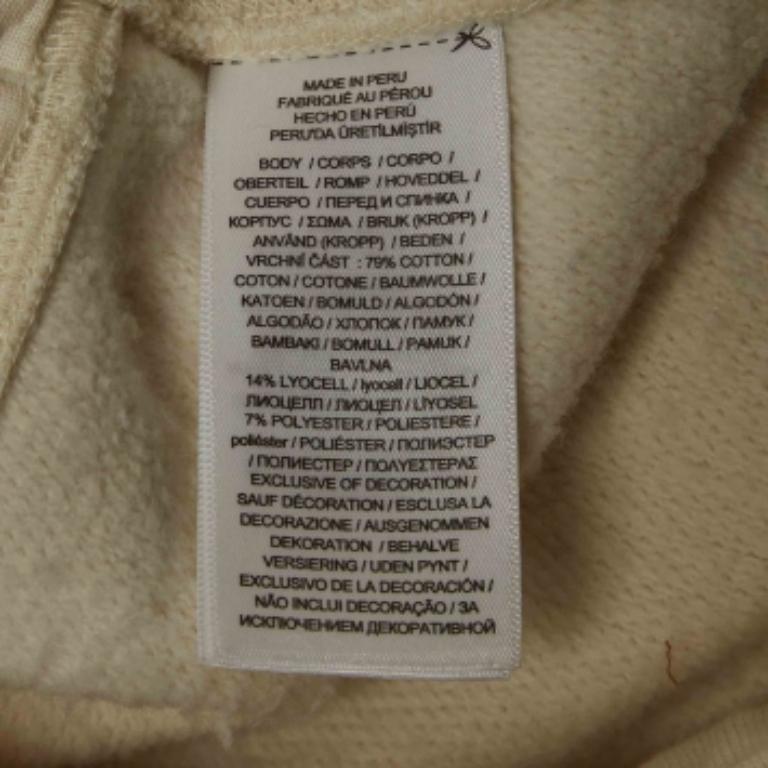 MADE IN PERU
FABRIQUÉ AU PÉROU
HECHO EN PERÚ
PERU'DA ÜRETİLMİŞTİR
BODY / CORPS / CORPO /
OBERTEIL / ROMP / HOVEDDEL /
CUERPO / ПЕРЕД И СПИНКА /
КОРПУС / ΣΩΜΑ / BRUK (KROPP) /
ANVÄND (KROPP) / BEDEN /
VRCHNÍ ČÁST : 79% COTTON /
COTON / COTONE / BAUMWOLLE /
KATOEN / BOMULD / ALGODÓN /
ALGODÃO / ХЛОПОК / ПАМУК /
BAMBAKI / BOMULL / PAMUK /
BAVLNA
14% LYOCELL / lyocell / LIOCEL /
ЛИОЦЕЛЛ / ЛИОЦЕЛ / LİYOSEL
7% POLYESTER / POLIESTERE /
poliéster / POLIÉSTER / ПОЛИЭСТЕР
/ ПОЛИЕСТЕР / ΠΟΛΥΕΣΤΕΡΑΣ
EXCLUSIVE OF DECORATION /
SAUF DÉCORATION / ESCLUSA LA
DECORAZIONE / AUSGENOMMEN
DEKORATION / BEHALVE
VERSIERING / UDEN PYNT /
EXCLUSIVO DE LA DECORACIÓN /
NÃO INCLUI DECORAÇÃO / ЗА
ИСКЛЮЧЕНИЕМ ДЕКОРАТИВНОЙ